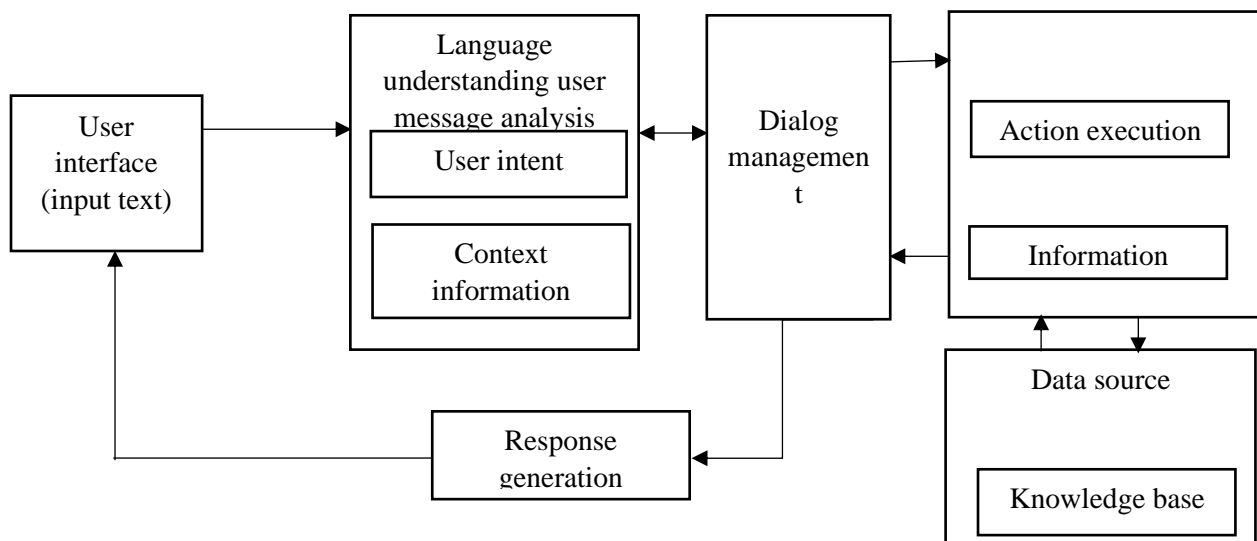 User
interface
(input text)
Language
understanding user
message analysis
User intent
Context
information
Dialog
managemen
t
Action execution
Information
Data source
Knowledge base
Response
generation